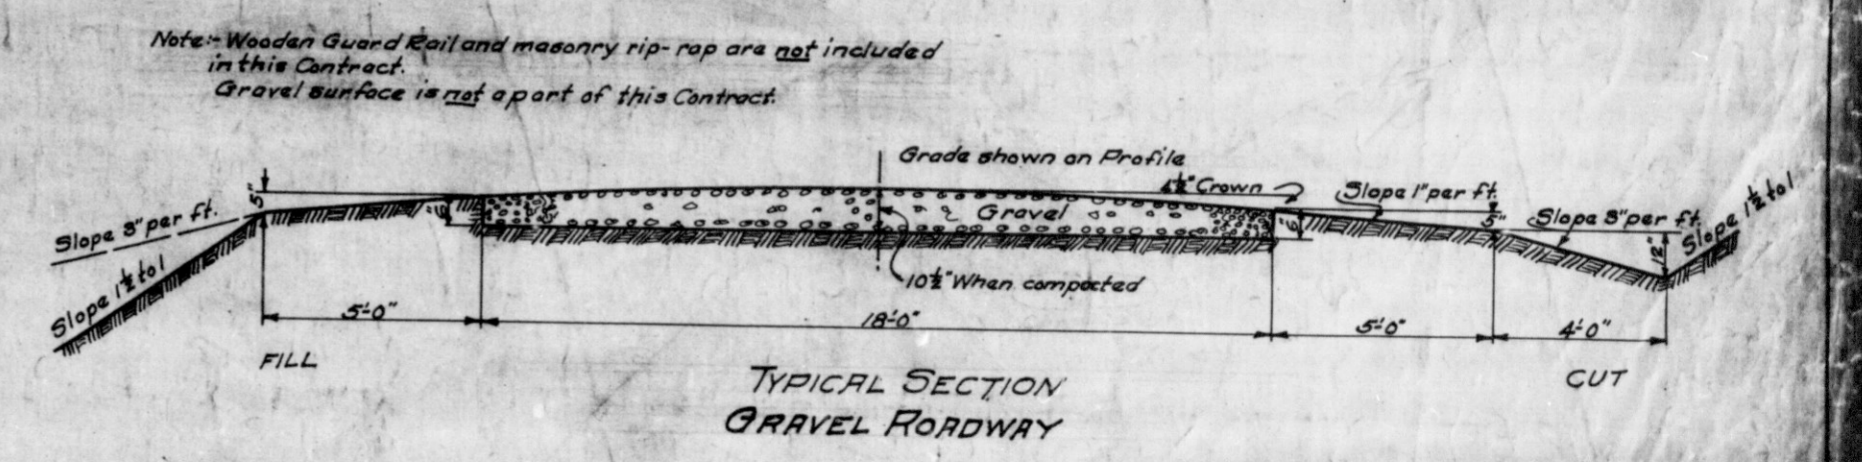 Note:- Wooden Guard Rail and masonry rip-rap are not included
in this Contract.
Gravel surface is not a part of this Contract.
Grade shown on Profile
4½" Crown
Slope 1" per ft.
Slope 3" per ft.
Slope 1½ to 1
5"
Slope 3" per ft.
Slope 1½ to 1
6"
Gravel
6"
5"
12"
10½" When compacted
5'-0"
18'-0"
5'-0"
4'-0"
FILL
CUT
TYPICAL SECTION
GRAVEL ROADWAY